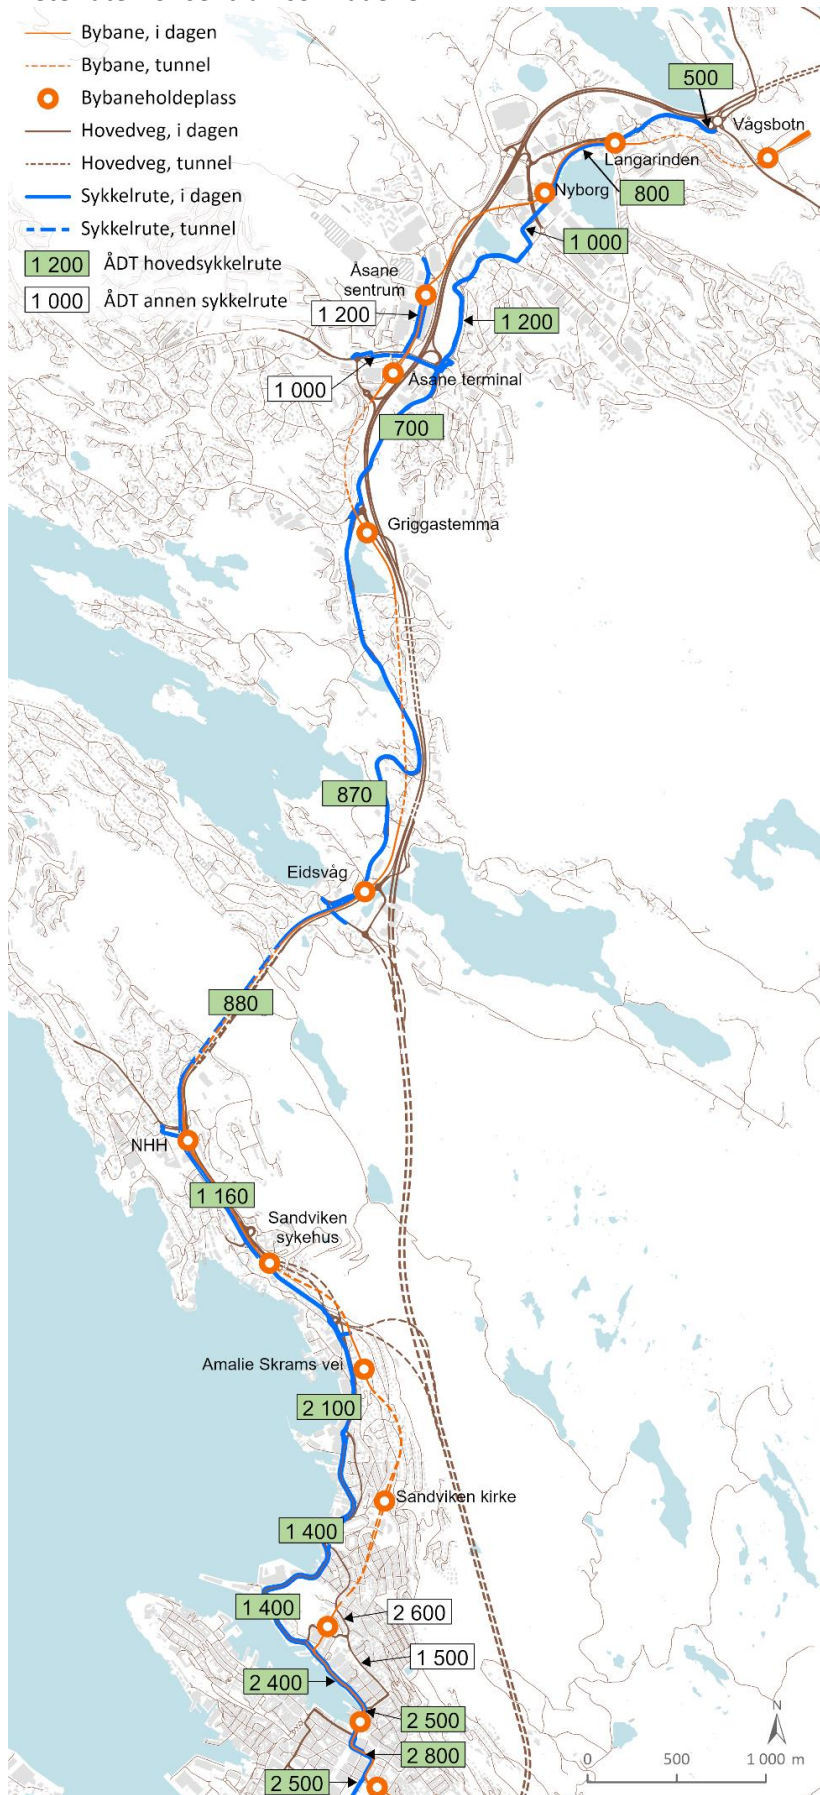 Bybane, i dagen
Bybane, tunnel
Bybaneholdeplass
Hovedveg, i dagen
Hovedveg, tunnel
Sykkelrute, i dagen
Sykkelrute, tunnel
1 200 ÅDT hovedsykkelrute
1 000 ÅDT annen sykkelrute
500
Vågsbotn
Langarinden
Nyborg
800
1 000
Åsane
sentrum
1 200
1 200
1 000
Åsane terminal
700
Griggastemma
870
Eidsvåg
880
NHH
1 160
Sandviken
sykehus
Amalie Skrams vei
2 100
Sandviken kirke
1 400
1 400
2 600
1 500
2 400
2 500
2 800
2 500
N
0 500 1 000 m